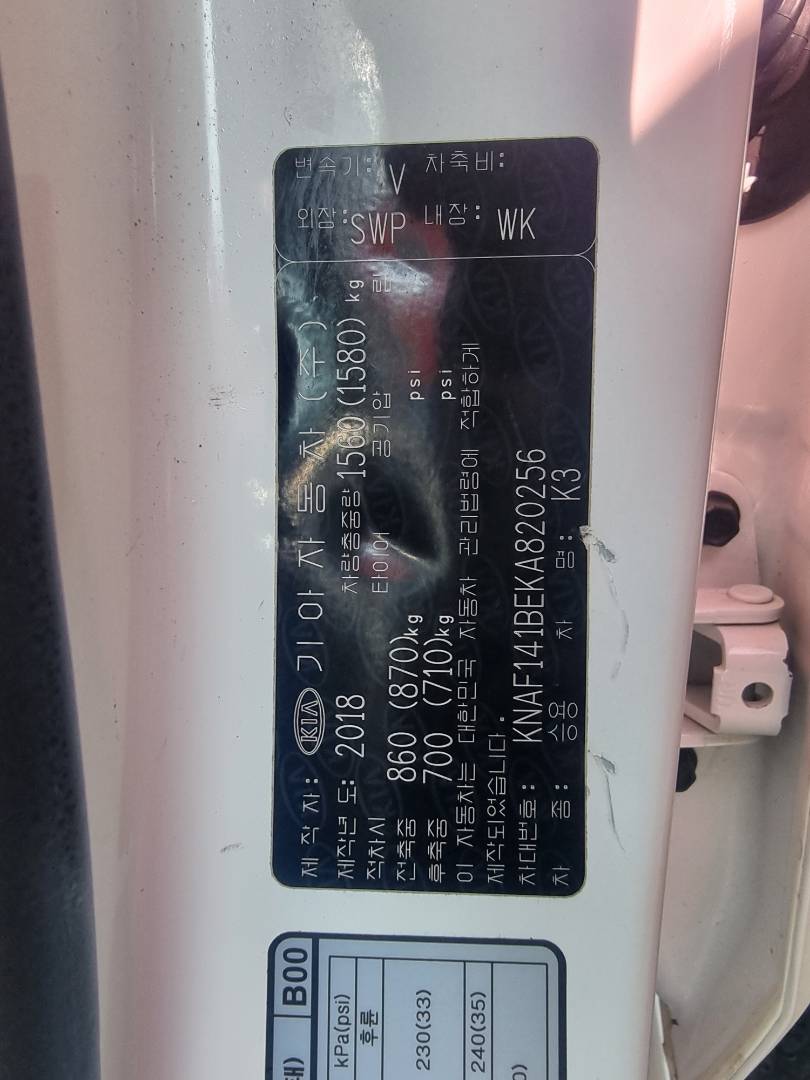 제 작 자: KIA 기 아 자 동 차 ( 주 )
제작년 도: 2018 차량총중량 1560 (1580) kg
적차시 타이어 공기압 림
전축중 860 (870)kg psi
후축중 700 (710)kg psi
이 자동차는 대한민국 자동차 관리법령에 적합하게
제작되었습니다.
차대번호: KNAF141BEKA820256
차 종: 승용 차 명: K3
변속기: V 차축비:
외장: SWP 내장: WK
B00
kPa(psi)
후륜
230(33)
240(35)